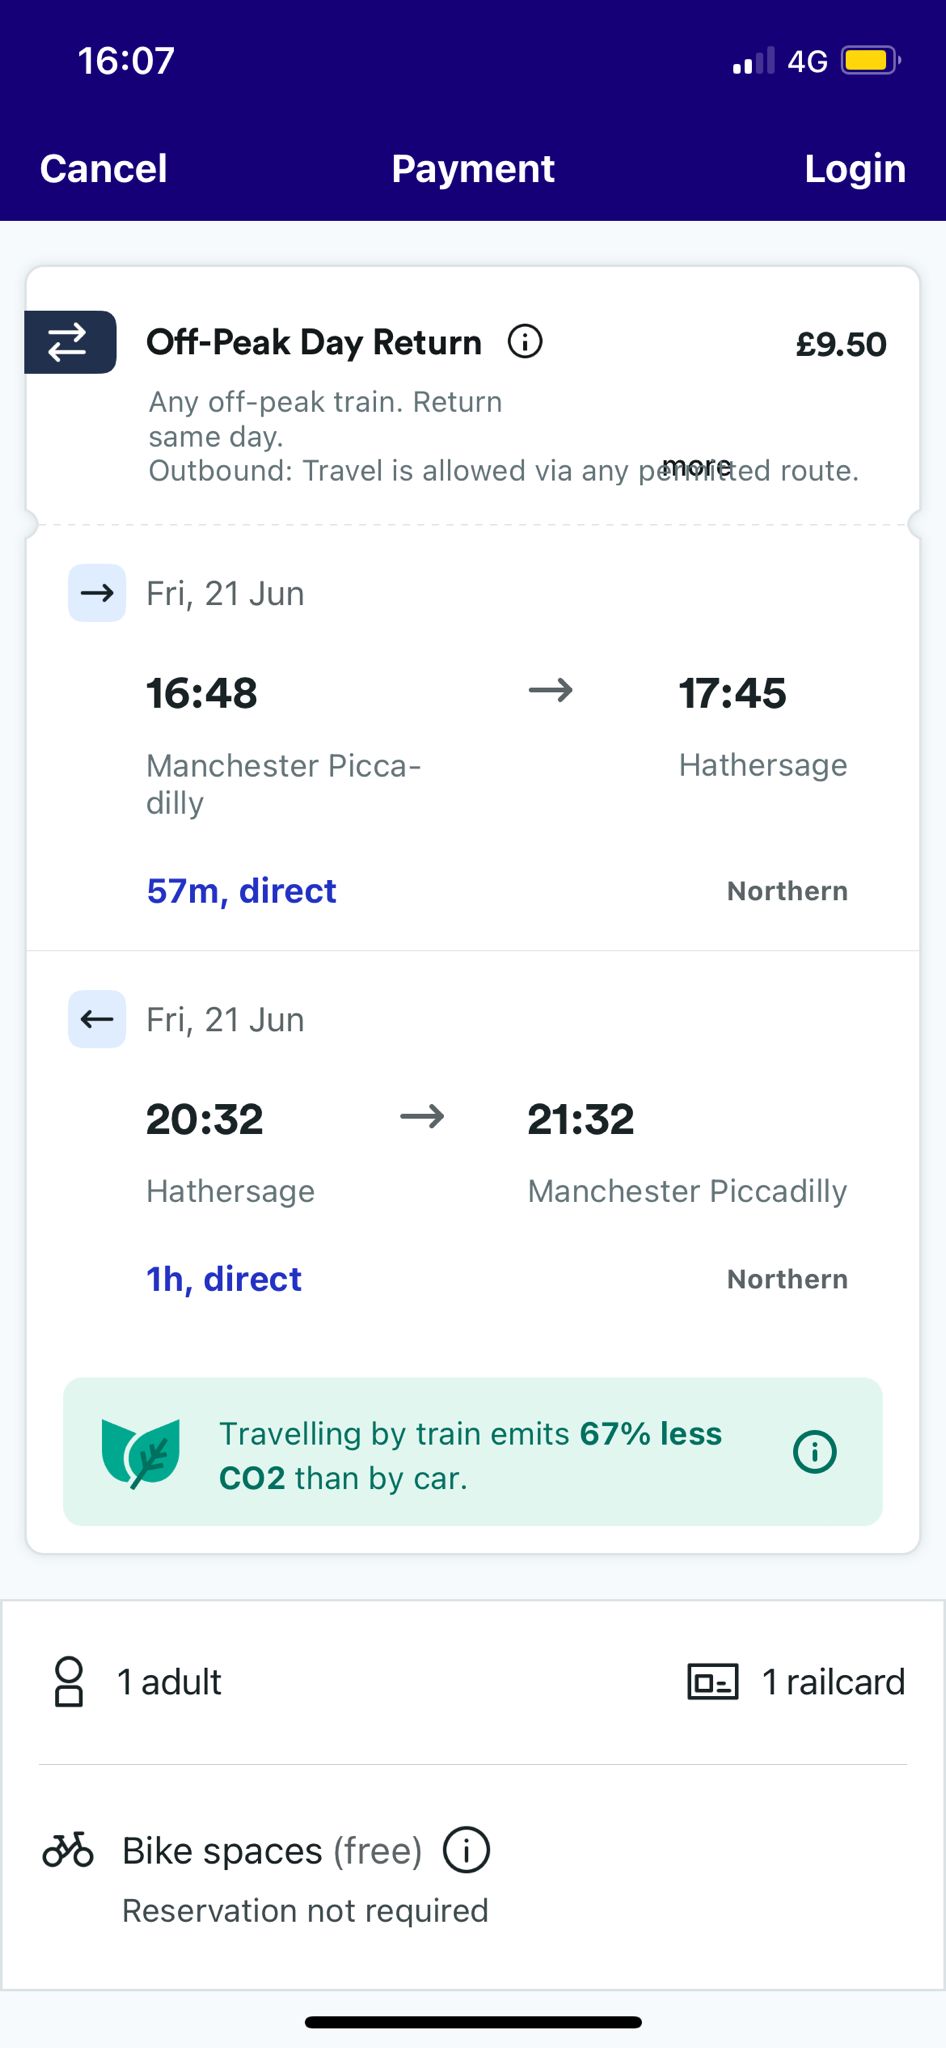 16:07
4G
Cancel
Payment
Login
Off-Peak Day Return
£9.50
Any off-peak train. Return
same day.
Outbound: Travel is allowed via any permitted route.
more
Fri, 21 Jun
16:48
17:45
Manchester Picca-
dilly
Hathersage
57m, direct
Northern
Fri, 21 Jun
20:32
21:32
Hathersage
Manchester Piccadilly
1h, direct
Northern
Travelling by train emits 67% less
CO2 than by car.
1 adult
1 railcard
Bike spaces (free)
Reservation not required